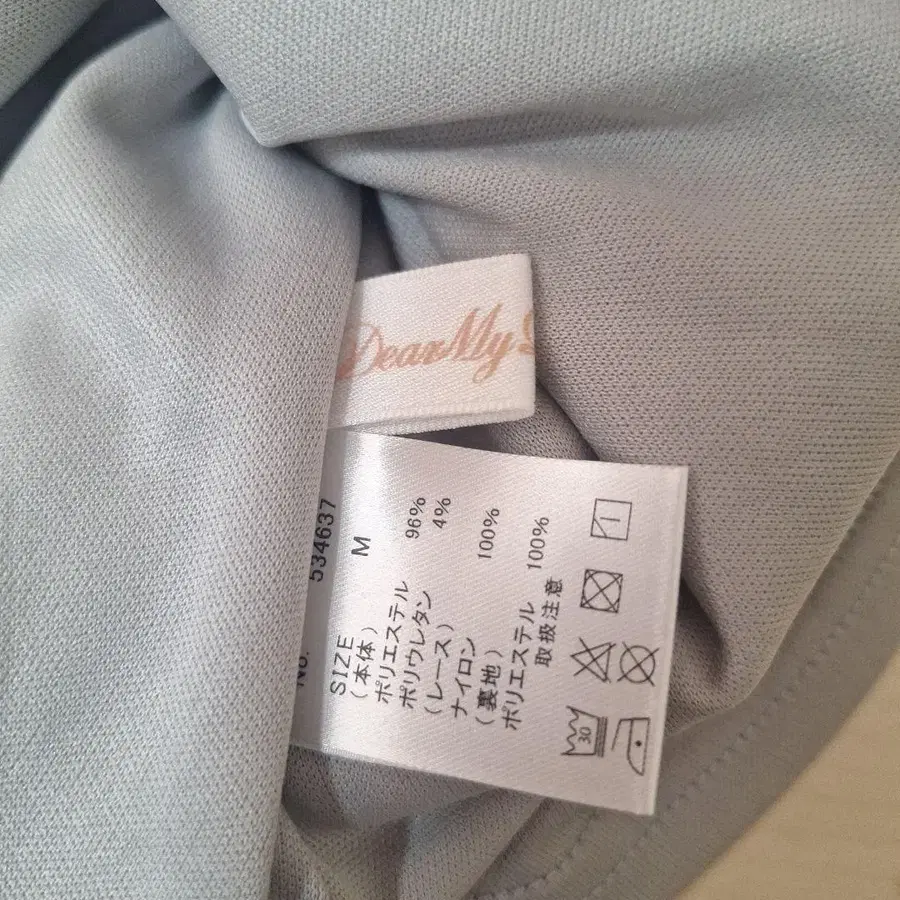 DearMy
No. 534637
SIZE M
(本体)
ポリエステル 96%
ポリウレタン 4%
(レース)
ナイロン 100%
(裏地)
ポリエステル 100%
取扱注意
30